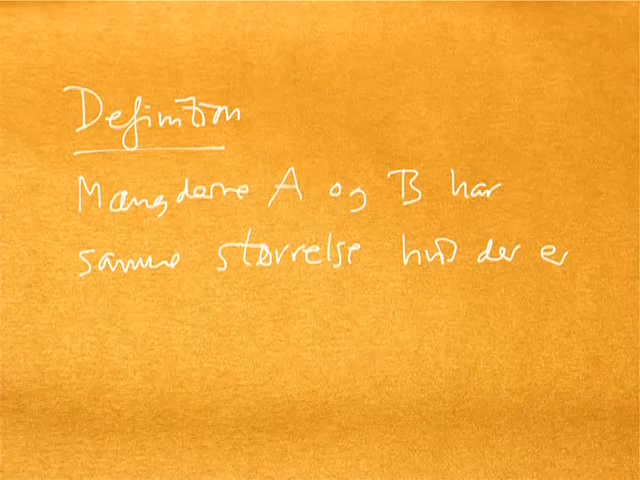 Definition
Mængderne A og B har
samme størrelse hvis der er